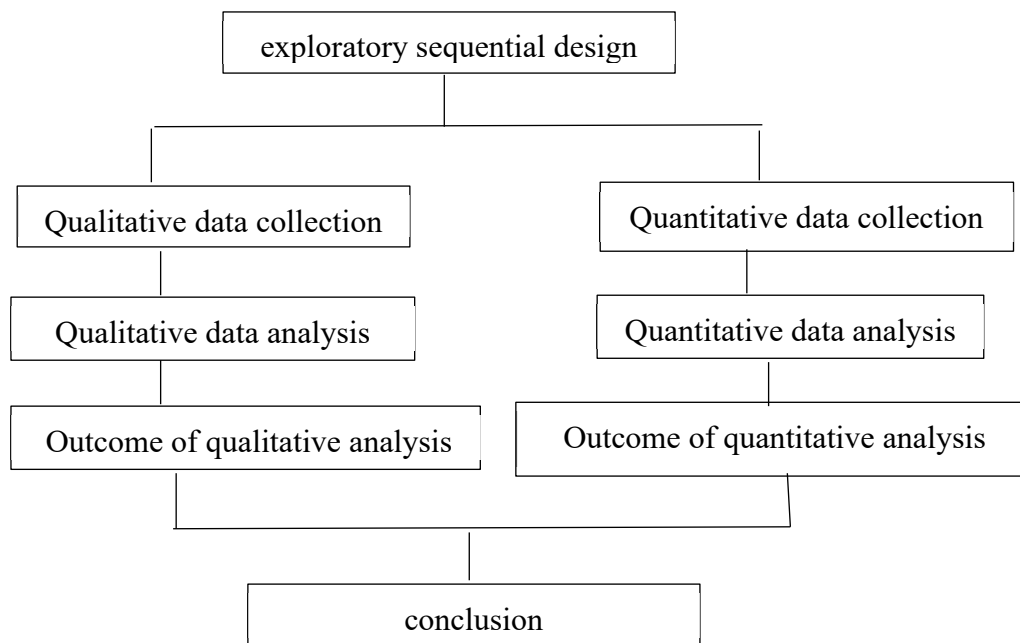 exploratory sequential design
Qualitative data collection
Quantitative data collection
Qualitative data analysis
Quantitative data analysis
Outcome of qualitative analysis
Outcome of quantitative analysis
conclusion